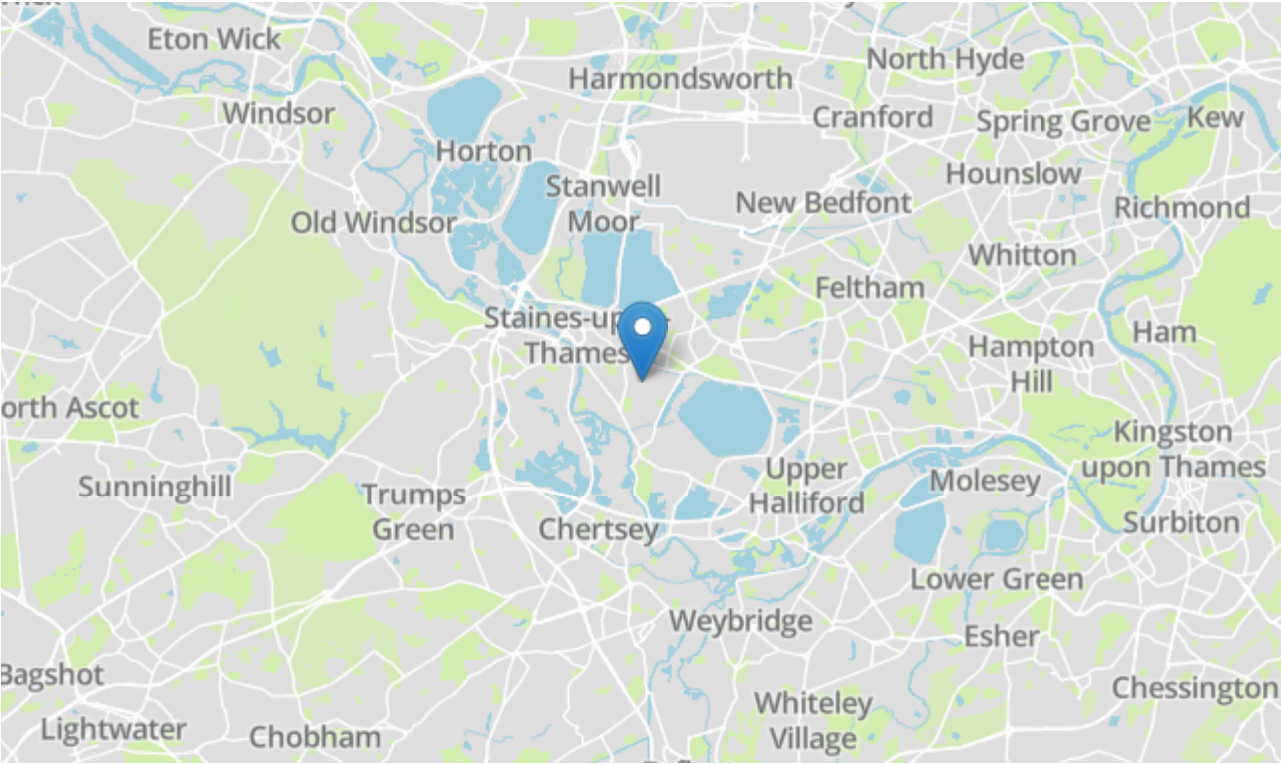 Eton Wick
North Hyde
Harmondsworth
Windsor
Cranford
Spring Grove
Kew
Horton
Hounslow
Stanwell
Moor
New Bedfont
Richmond
Old Windsor
Whitton
Feltham
Staines-up
Thames
Ham
Hampton
Hill
orth Ascot
Kingston
upon Thames
Upper
Halliford
Molesey
Sunninghill
Trumps
Green
Chertsey
Surbiton
Lower Green
Weybridge
Esher
Bagshot
Chessington
Whiteley
Village
Lightwater
Chobham